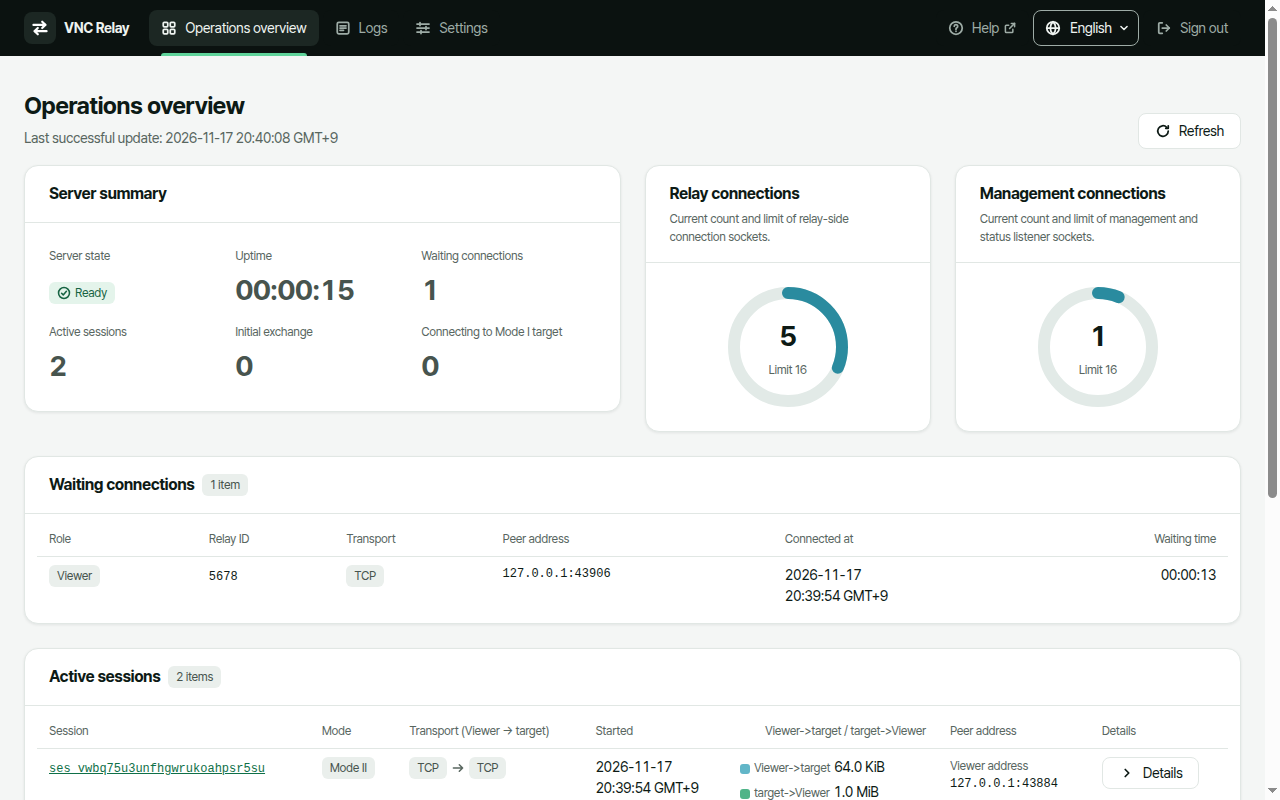 VNC Relay
Operations overview
Logs
Settings
Help
English
Sign out
Operations overview
Last successful update: 2026-11-17 20:40:08 GMT+9
Refresh
Server summary
Server state
Ready
Uptime
00:00:15
Waiting connections
1
Active sessions
2
Initial exchange
0
Connecting to Mode I target
0
Relay connections
Current count and limit of relay-side
connection sockets.
5
Limit 16
Management connections
Current count and limit of management and
status listener sockets.
1
Limit 16
Waiting connections 1 item
Role Relay ID Transport Peer address Connected at Waiting time
Viewer 5678 TCP 127.0.0.1:43906 2026-11-17 00:00:13
20:39:54 GMT+9
Active sessions 2 items
Session Mode Transport (Viewer → target) Started Viewer->target / target->Viewer Peer address Details
ses_vwbq75u3unfhgwrukoahpsr5su Mode II TCP → TCP 2026-11-17 Viewer->target 64.0 KiB Viewer address Details
20:39:54 GMT+9 target->Viewer 1.0 MiB 127.0.0.1:43884